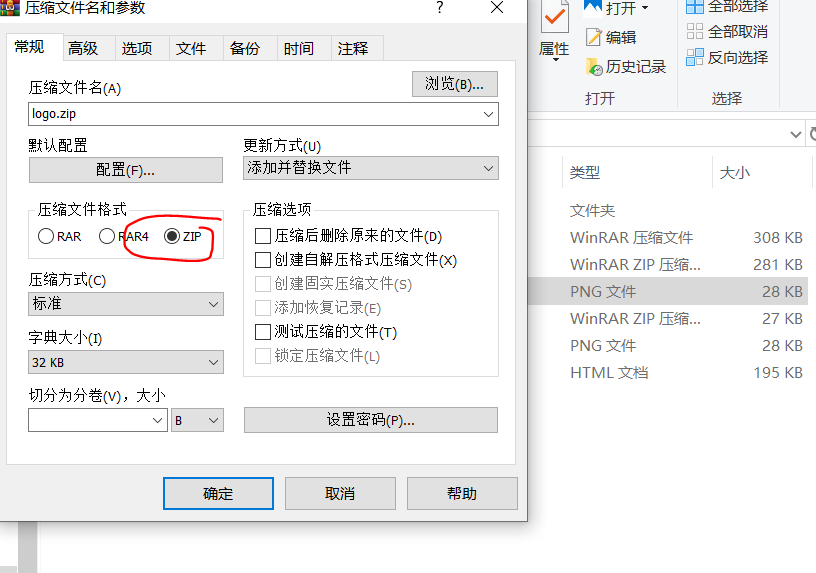 压缩文件名和参数
?
常规 高级 选项 文件 备份 时间 注释
压缩文件名(A)
浏览(B)...
logo.zip
默认配置
配置(F)...
更新方式(U)
添加并替换文件
压缩文件格式
RAR RAR4 ZIP
压缩方式(C)
标准
字典大小(I)
32 KB
切分为分卷(V)，大小
B
压缩选项
压缩后删除原来的文件(D)
创建自解压格式压缩文件(X)
创建固实压缩文件(S)
添加恢复记录(E)
测试压缩的文件(T)
锁定压缩文件(L)
设置密码(P)...
确定 取消 帮助
属性
打开
编辑
历史记录
打开
全部选择
全部取消
反向选择
选择
类型 大小
文件夹
WinRAR 压缩文件 308 KB
WinRAR ZIP 压缩... 281 KB
PNG 文件 28 KB
WinRAR ZIP 压缩... 27 KB
PNG 文件 28 KB
HTML 文档 195 KB